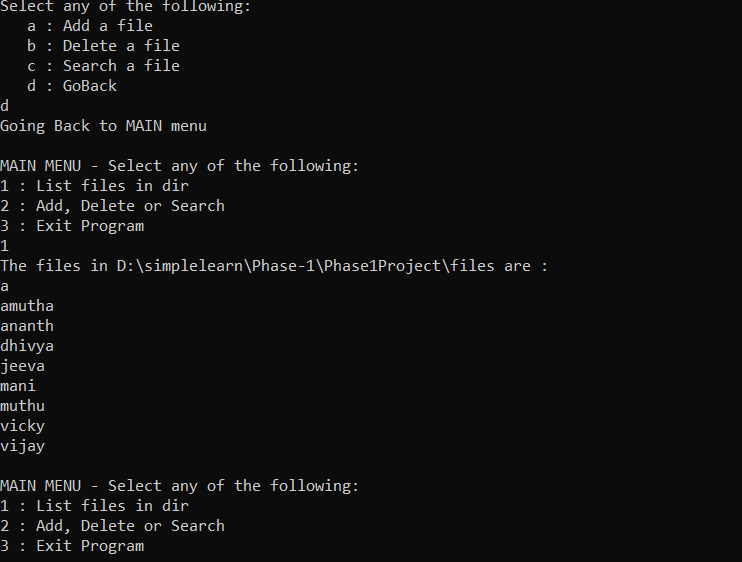 Select any of the following:
a : Add a file
b : Delete a file
c : Search a file
d : GoBack
d
Going Back to MAIN menu
MAIN MENU - Select any of the following:
1 : List files in dir
2 : Add, Delete or Search
3 : Exit Program
1
The files in D:\simplelearn\Phase-1\Phase1Project\files are :
a
amutha
ananth
dhivya
jeeva
mani
muthu
vicky
vijay
MAIN MENU - Select any of the following:
1 : List files in dir
2 : Add, Delete or Search
3 : Exit Program